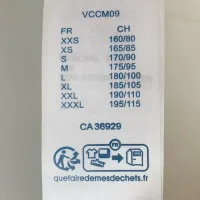 VCCM09
FR CH
XXS 160/80
XS 165/85
S 170/90
M 175/95
L 180/100
XL 185/105
XXL 190/110
XXXL 195/115
CA 36929
FR
quefairedemesdechets.fr